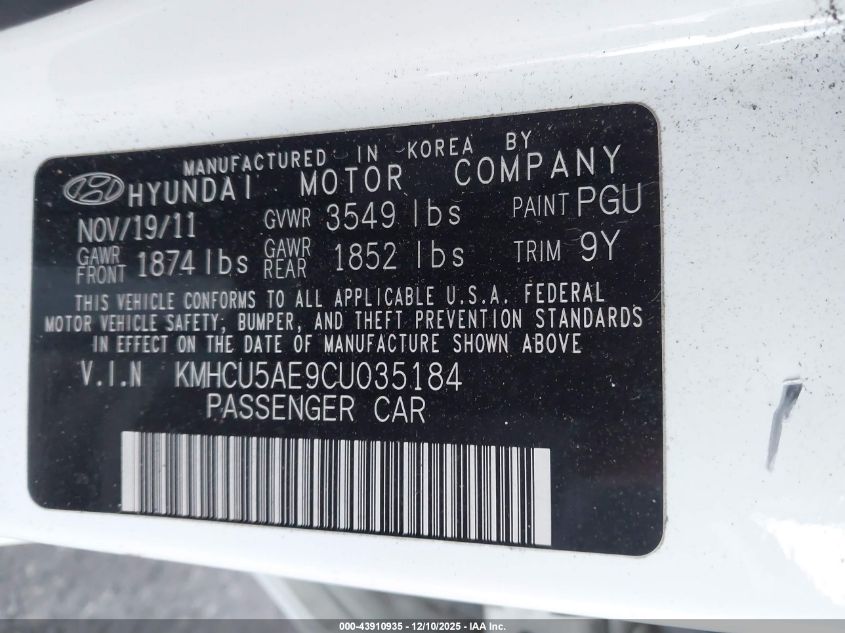 MANUFACTURED IN KOREA BY
HYUNDAI MOTOR COMPANY
NOV/19/11 GVWR 3549 lbs PAINT PGU
GAWR FRONT 1874 lbs GAWR REAR 1852 lbs TRIM 9Y
THIS VEHICLE CONFORMS TO ALL APPLICABLE U.S.A. FEDERAL
MOTOR VEHICLE SAFETY, BUMPER, AND THEFT PREVENTION STANDARDS
IN EFFECT ON THE DATE OF MANUFACTURE SHOWN ABOVE
V.I.N KMHCU5AE9CU035184
PASSENGER CAR
000-43910935 - 12/10/2025 - IAA Inc.